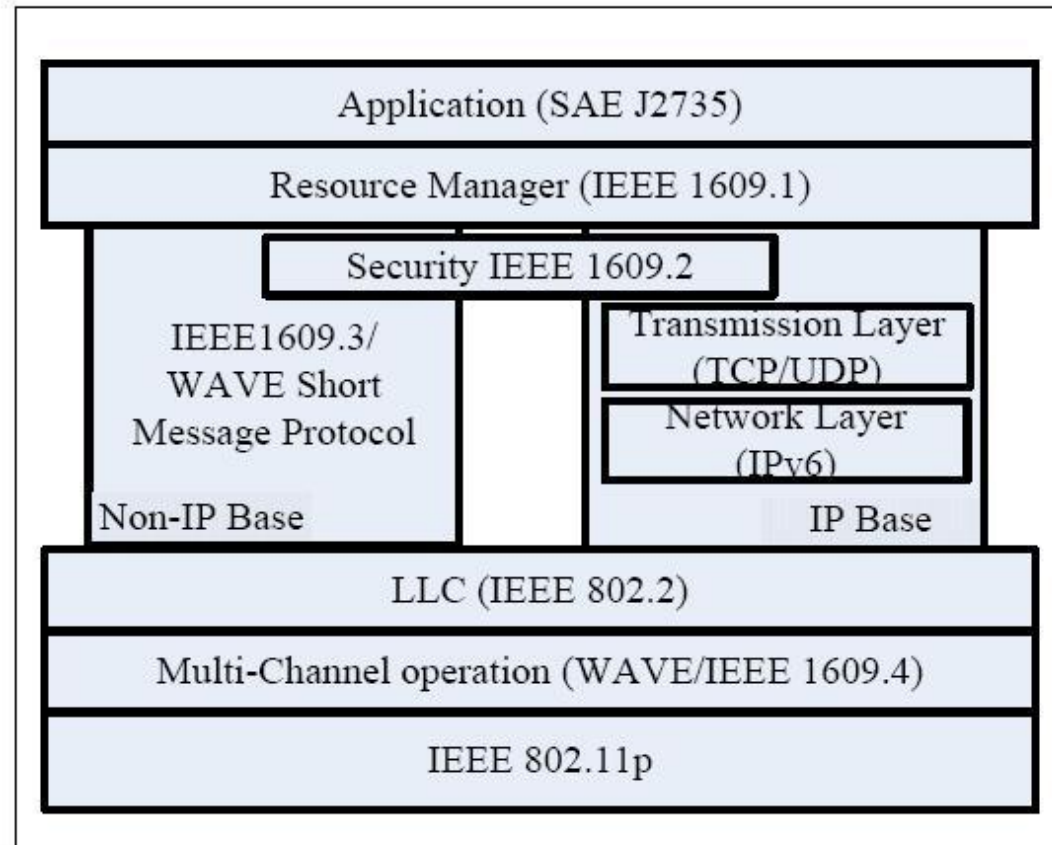 Application (SAE J2735)
Resource Manager (IEEE 1609.1)
Security IEEE 1609.2
IEEE1609.3/
WAVE Short
Message Protocol
Non-IP Base
Transmission Layer
(TCP/UDP)
Network Layer
(IPv6)
IP Base
LLC (IEEE 802.2)
Multi-Channel operation (WAVE/IEEE 1609.4)
IEEE 802.11p